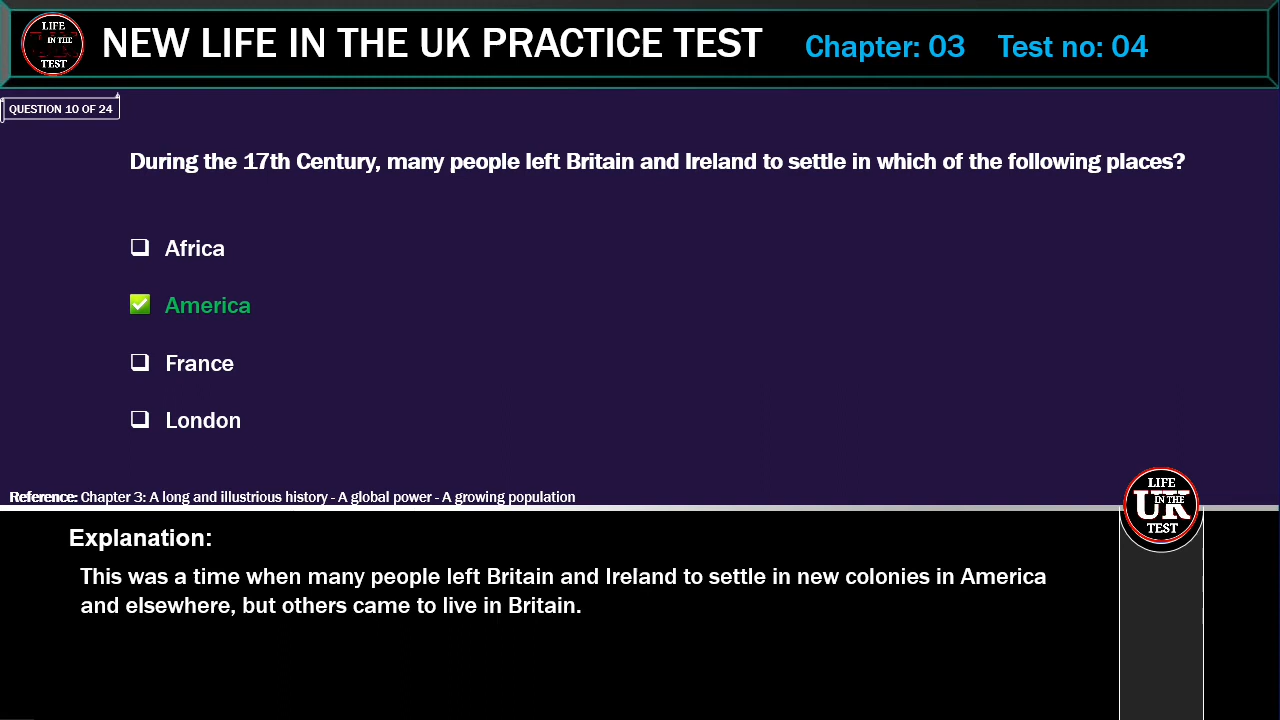 LIFE
IN THE
TEST
NEW LIFE IN THE UK PRACTICE TEST
Chapter: 03 Test no: 04
QUESTION 10 OF 24
During the 17th Century, many people left Britain and Ireland to settle in which of the following places?
Africa
America
France
London
Reference: Chapter 3: A long and illustrious history - A global power - A growing population
LIFE
IN THE
UK
TEST
Explanation:
This was a time when many people left Britain and Ireland to settle in new colonies in America
and elsewhere, but others came to live in Britain.